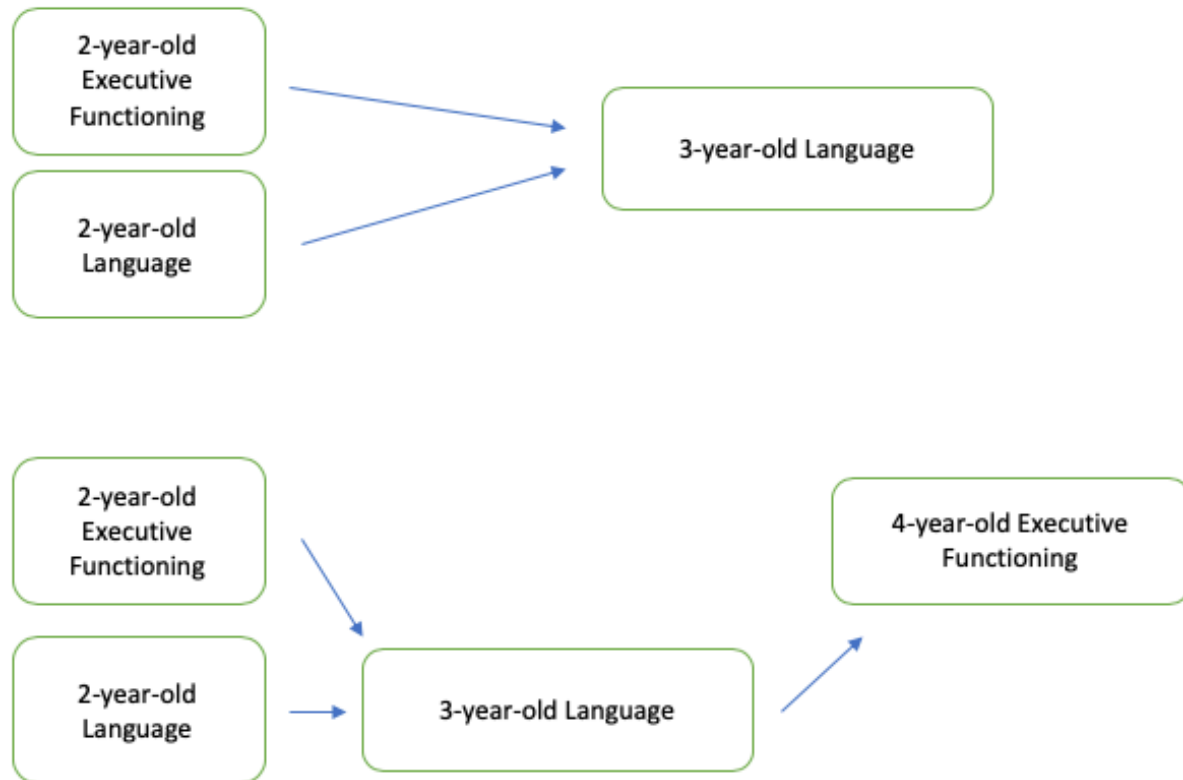 2-year-old
Executive
Functioning
2-year-old
Language
3-year-old Language
2-year-old
Executive
Functioning
2-year-old
Language
3-year-old Language
4-year-old Executive
Functioning